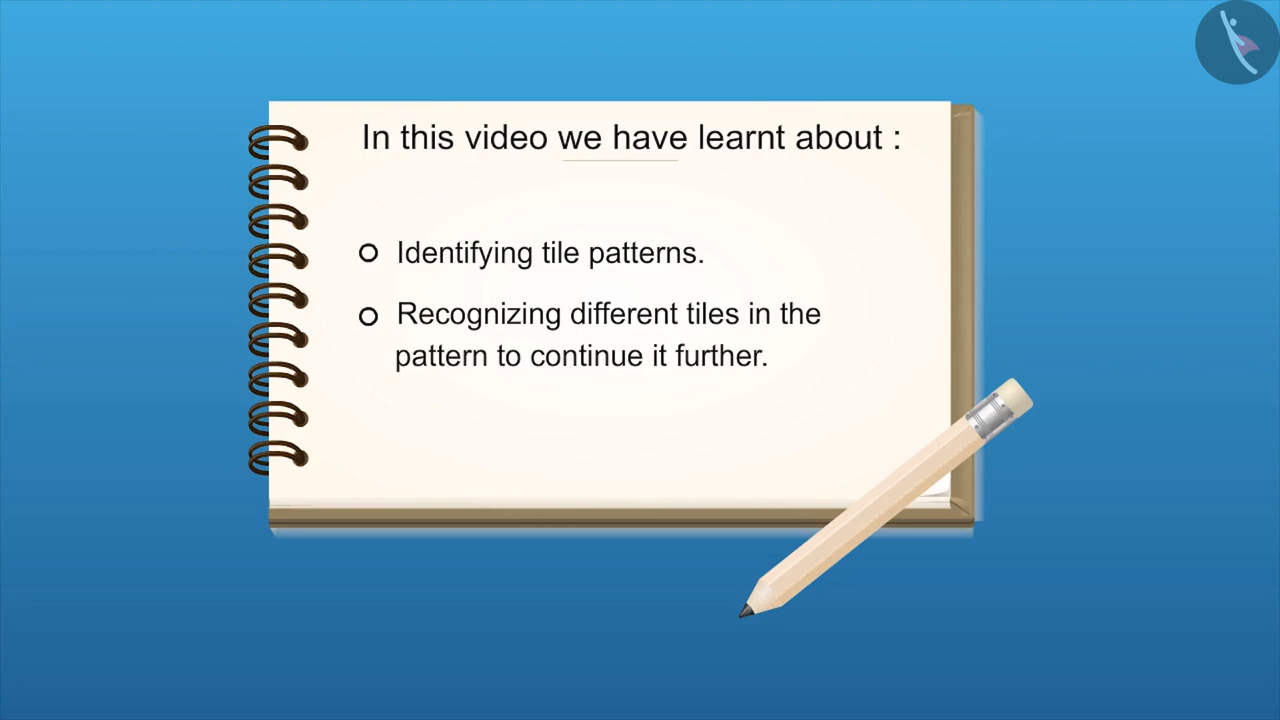 In this video we have learnt about :
Identifying tile patterns.
Recognizing different tiles in the
pattern to continue it further.